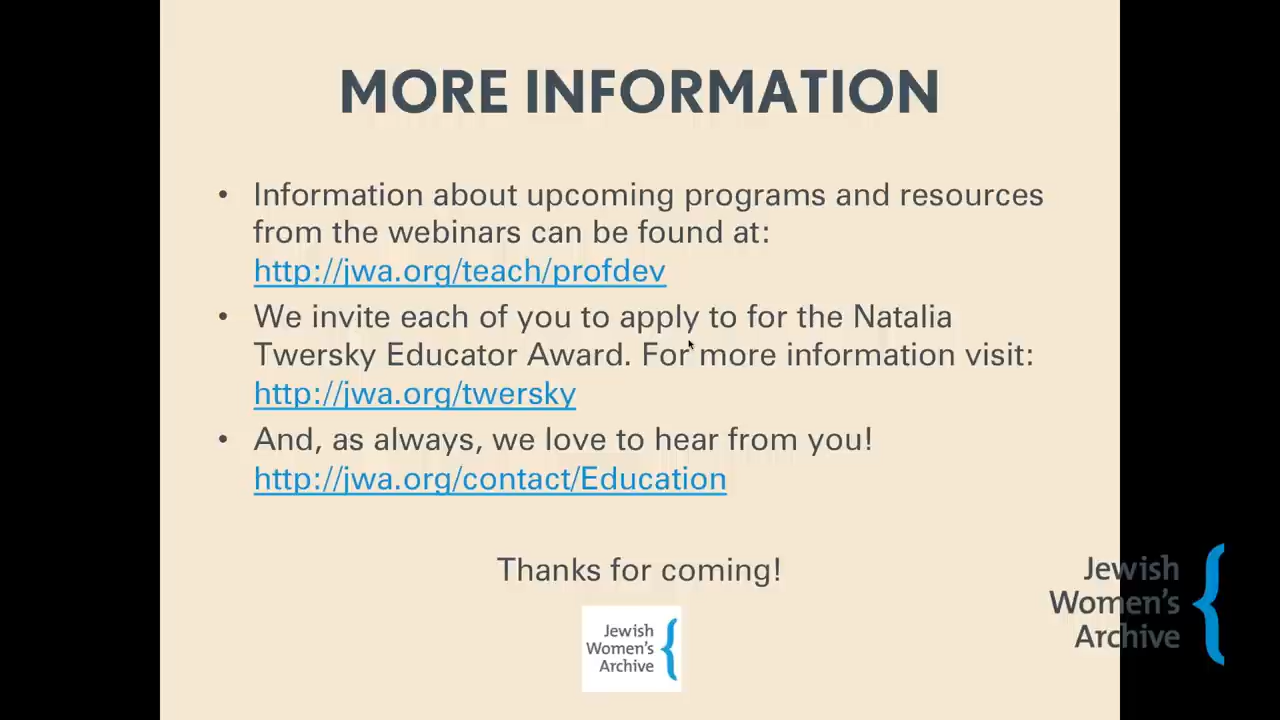 MORE INFORMATION
• Information about upcoming programs and resources
from the webinars can be found at:
http://jwa.org/teach/profdev
• We invite each of you to apply to for the Natalia
Twersky Educator Award. For more information visit:
http://jwa.org/twersky
• And, as always, we love to hear from you!
http://jwa.org/contact/Education
Thanks for coming!
Jewish
Women's
Archive
Jewish
Women's
Archive